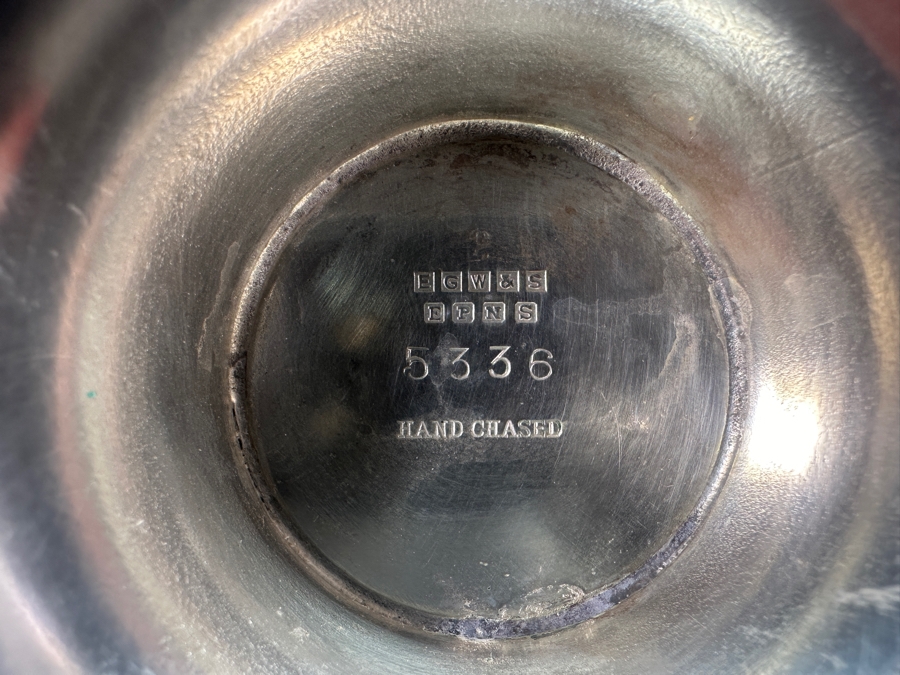 EGW&S
EPNS
5336
HAND CHASED